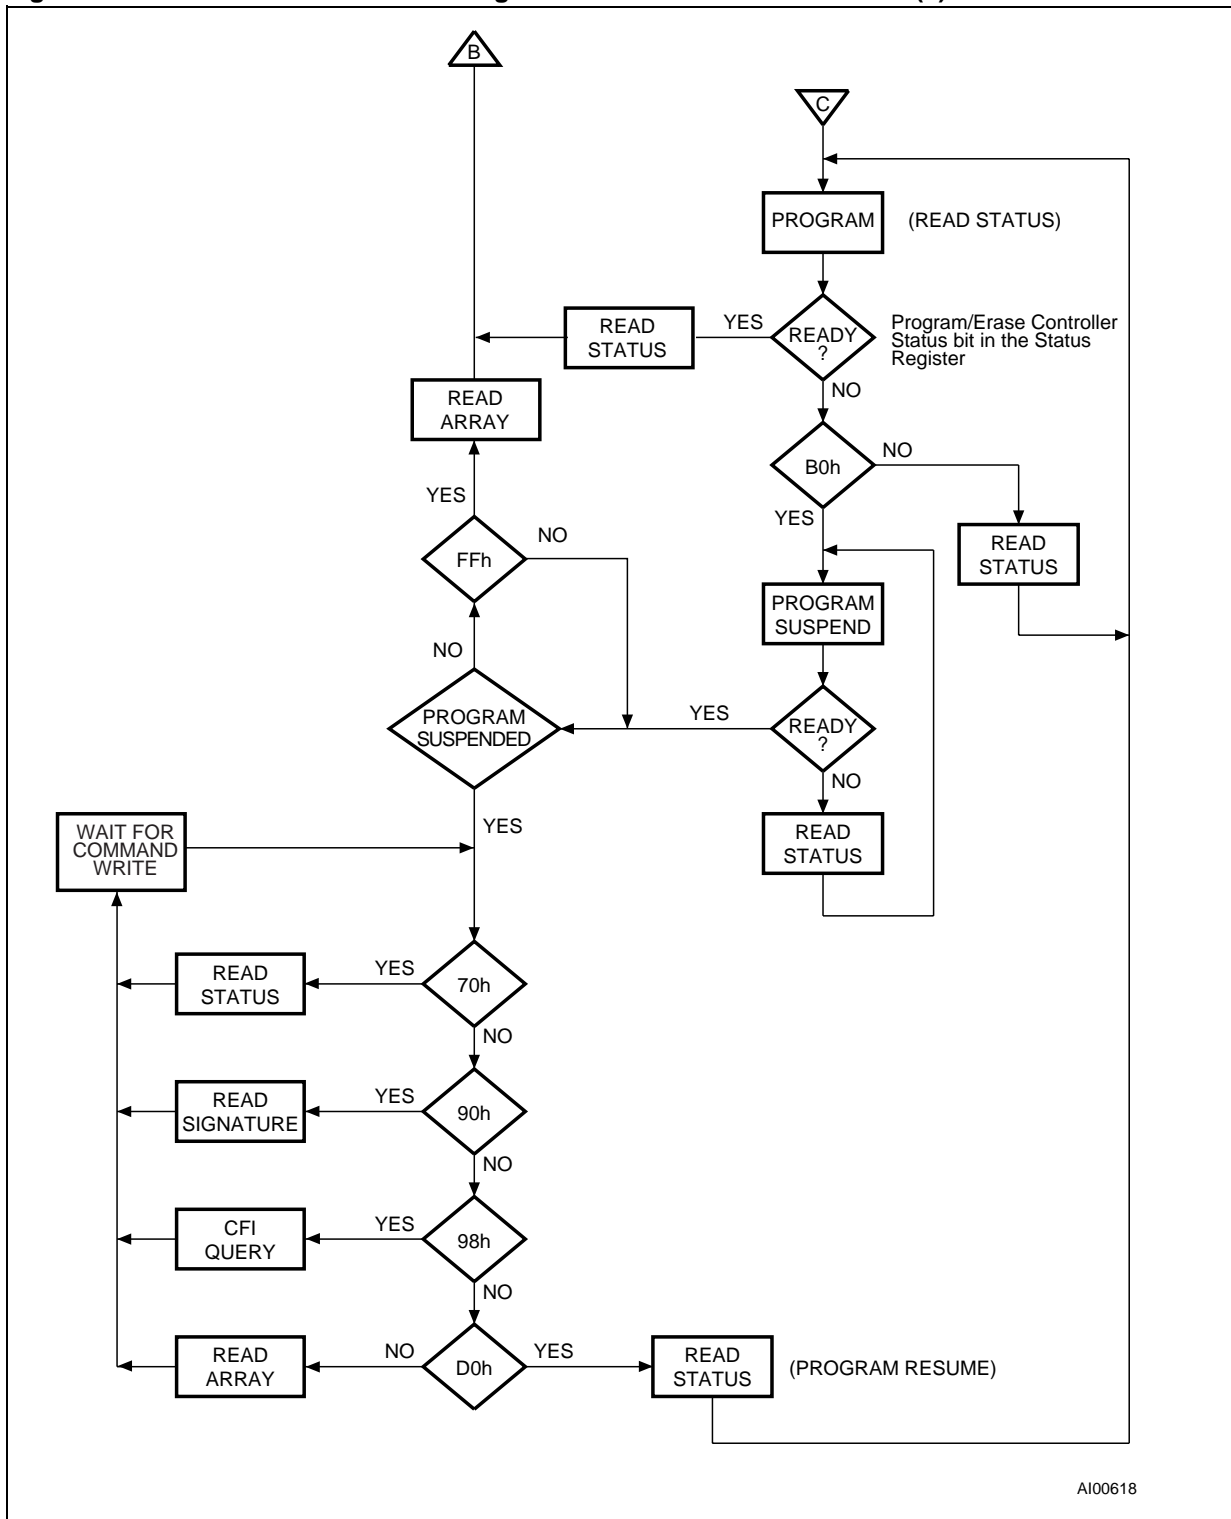 B
C
PROGRAM
(READ STATUS)
READ
STATUS
YES
READY
?
Program/Erase Controller
Status bit in the Status
Register
NO
READ
ARRAY
B0h
NO
YES
YES
FFh
NO
READ
STATUS
PROGRAM
SUSPEND
NO
PROGRAM
SUSPENDED
YES
READY
?
NO
YES
WAIT FOR
COMMAND
WRITE
READ
STATUS
READ
STATUS
YES
70h
NO
READ
SIGNATURE
YES
90h
NO
CFI
QUERY
YES
98h
NO
READ
ARRAY
NO
D0h
YES
READ
STATUS
(PROGRAM RESUME)
AI00618